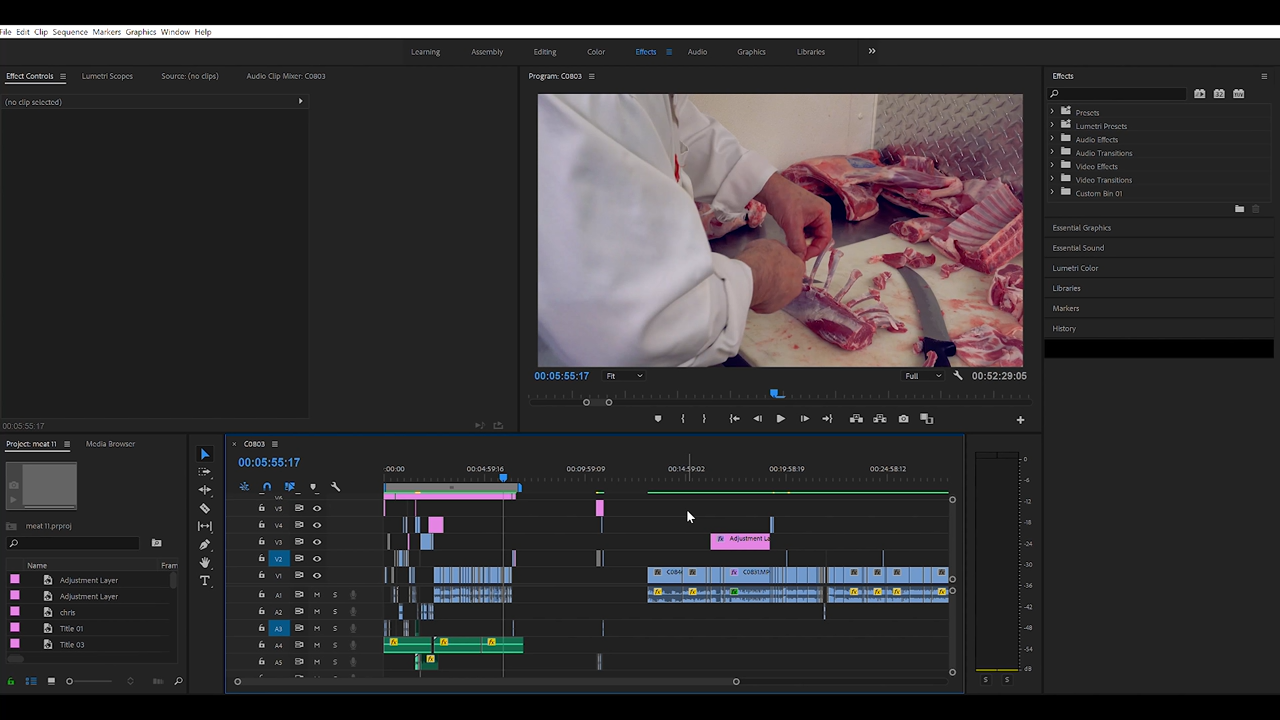 File Edit Clip Sequence Markers Graphics Window Help
Learning Assembly Editing Color Effects Audio Graphics Libraries
Effect Controls Lumetri Scopes Source: (no clips) Audio Clip Mixer: C0803
(no clip selected)
00:05:55:17
Program: C0803
00:05:55:17 Fit Full 00:52:29:05
Effects
Presets
Lumetri Presets
Audio Effects
Audio Transitions
Video Effects
Video Transitions
Custom Bin 01
Essential Graphics
Essential Sound
Lumetri Color
Libraries
Markers
History
Project: meat 11 Media Browser
meat 11.prproj
Name Fram
Adjustment Layer
Adjustment Layer
chris
Title 01
Title 03
× C0803
00:05:55:17
:00:00 00:04:59:16 00:09:59:09 00:14:59:02 00:19:58:19 00:24:58:12
V5
V4
V3 Adjustment La
V2
V1 C084 C0831.MP
A1 M S
A2 M S
A3 M S
A4 M S
A5 M S
0
-6
-12
-18
-24
-30
-36
-42
-48
-54
dB
S S